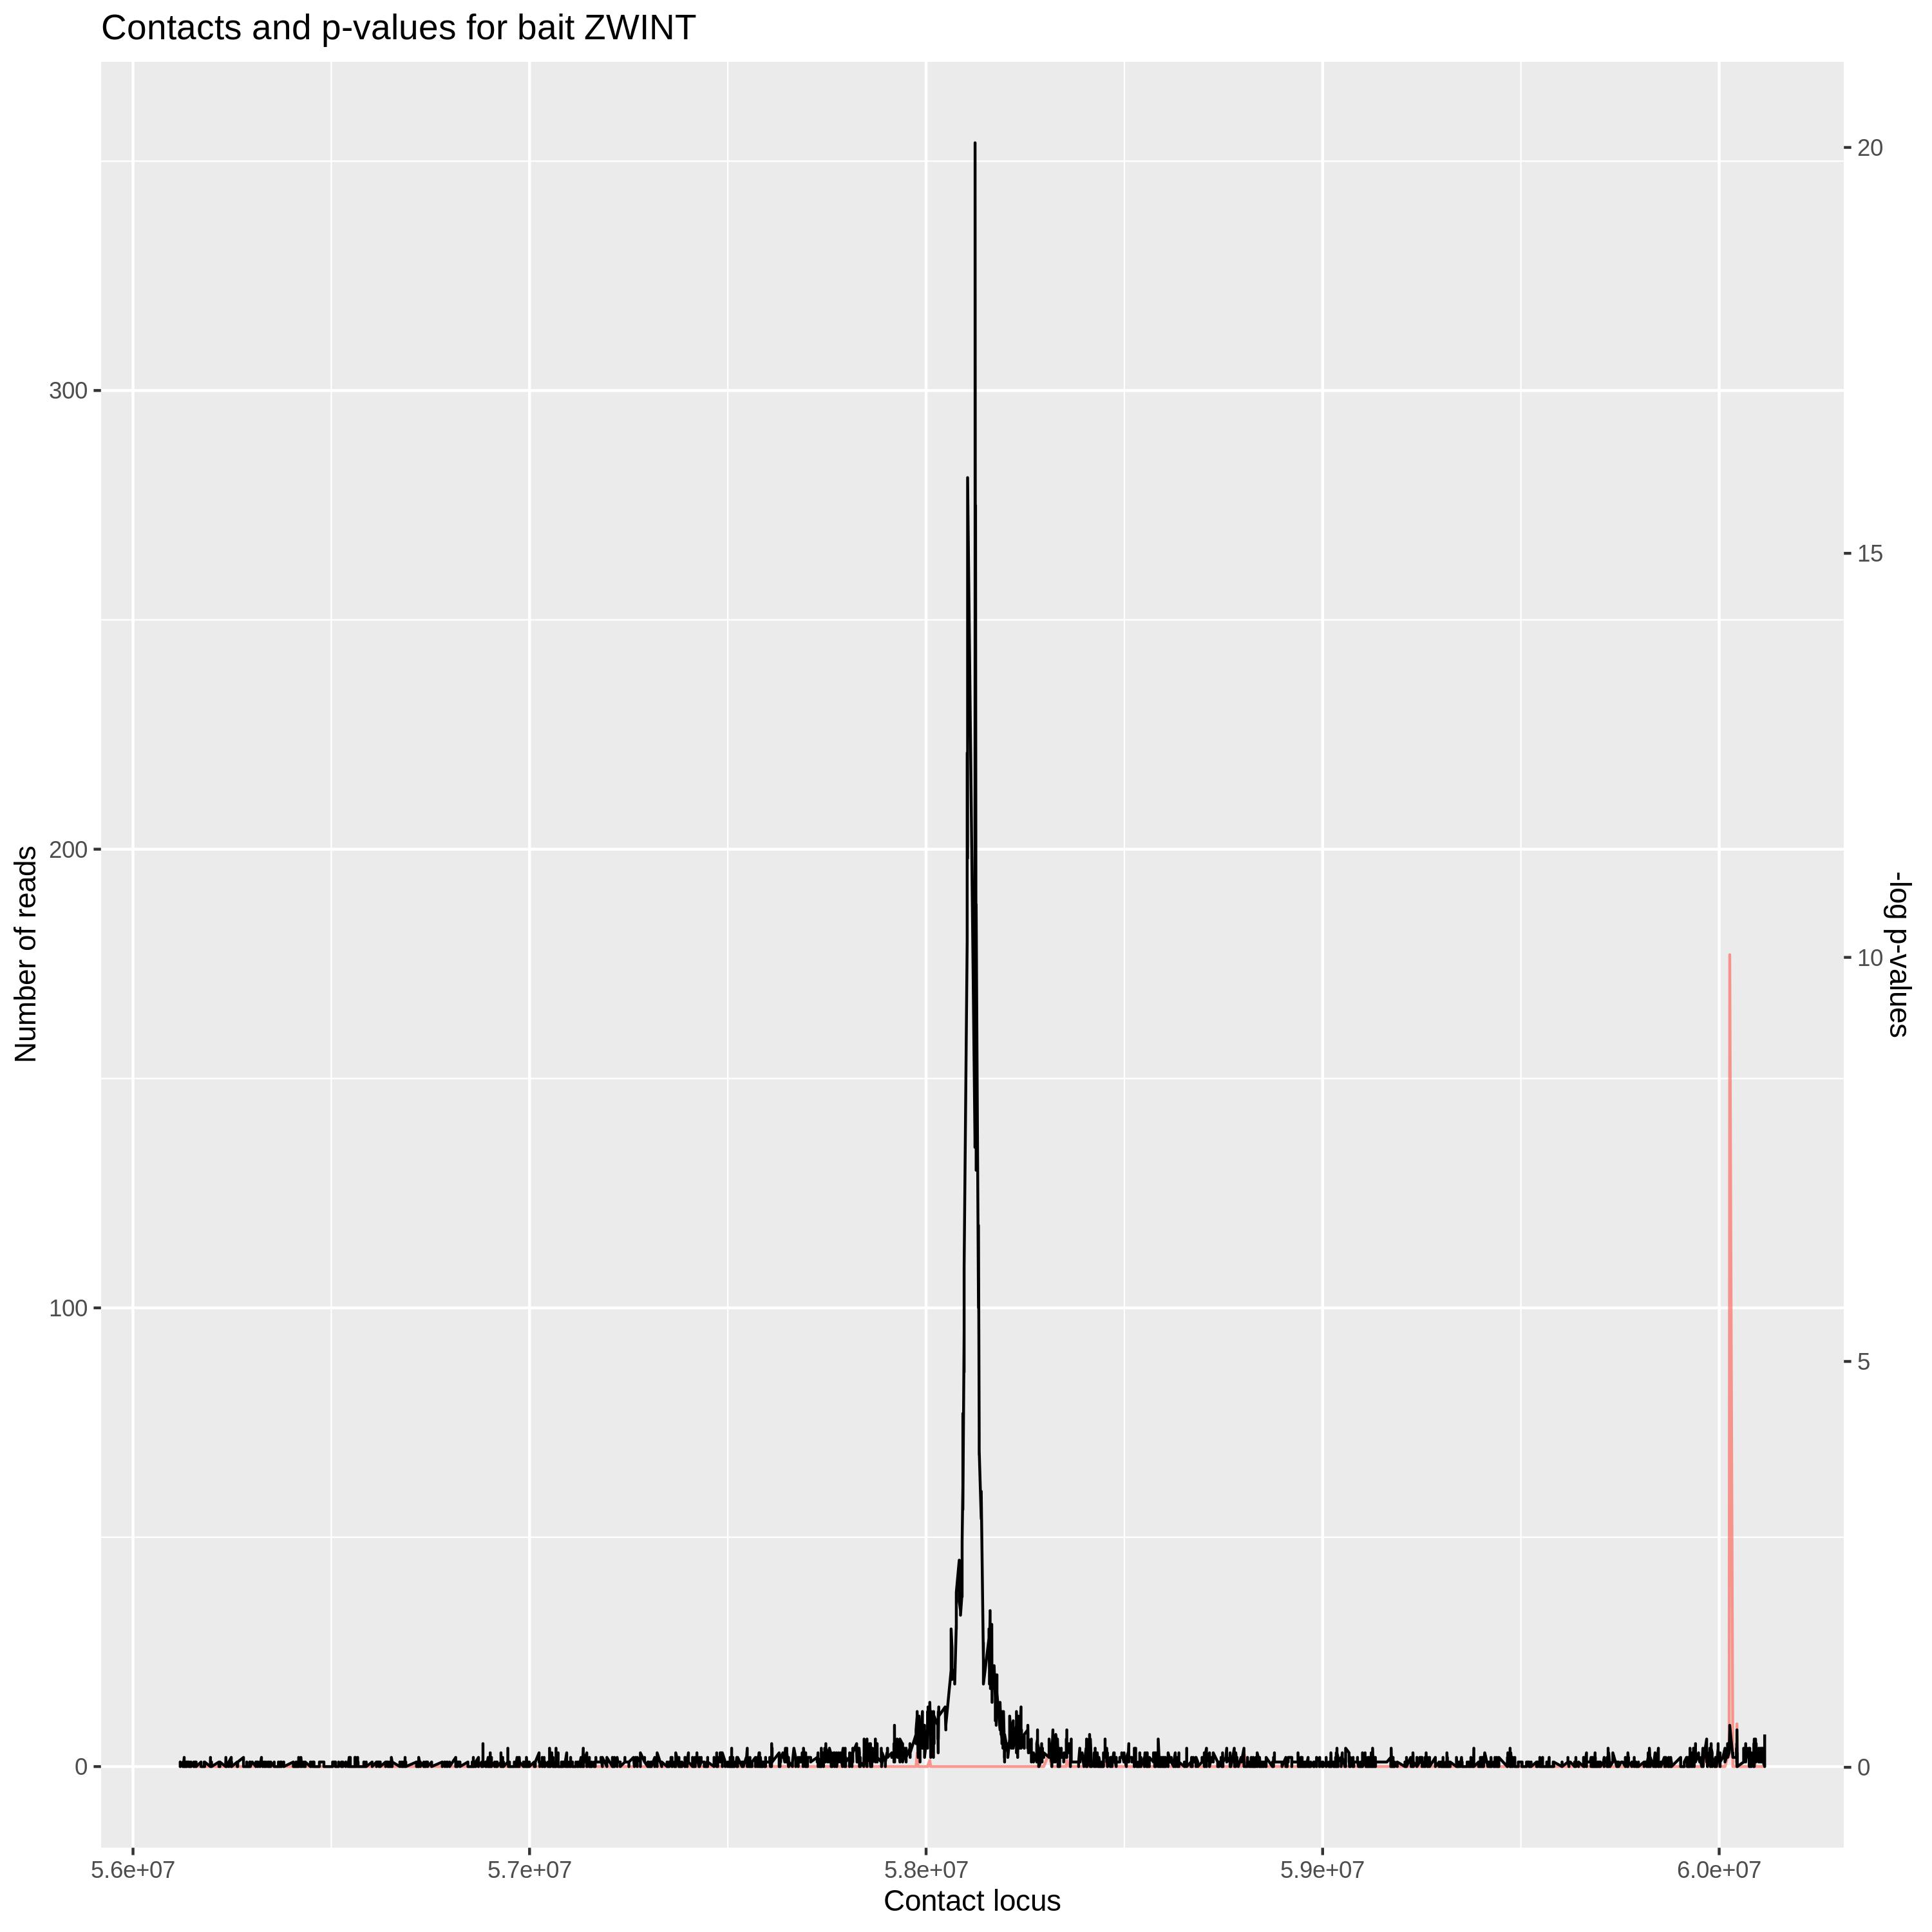 Contacts and p-values for bait ZWINT
Number of reads
300
200
100
0
20
15
10
5
0
-log p-values
5.6e+07
5.7e+07
5.8e+07
5.9e+07
6.0e+07
Contact locus